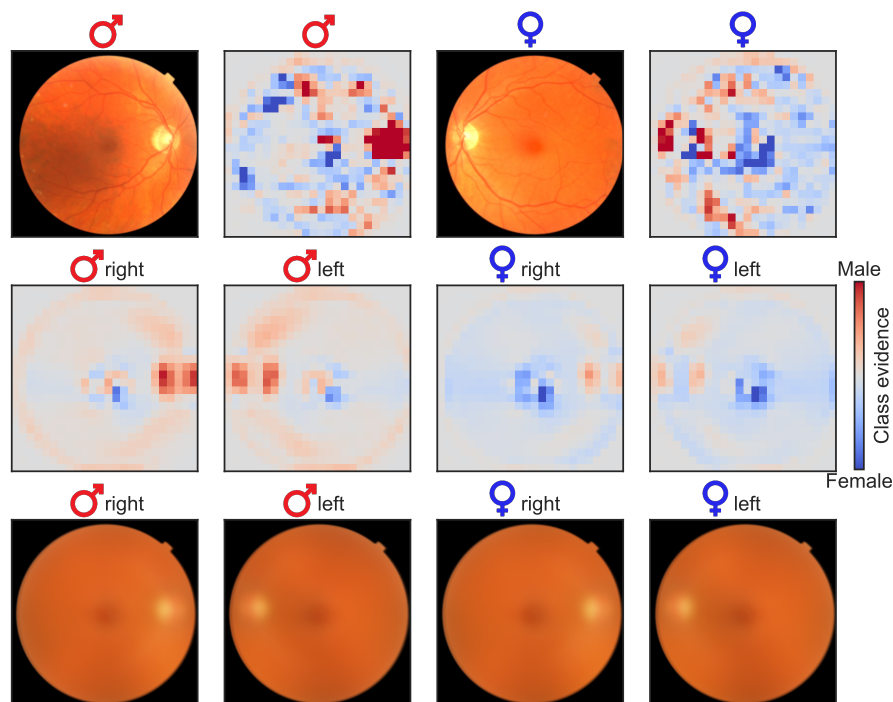 ♂ ♂ ♀ ♀
♂ right ♂ left ♀ right ♀ left
Male
Class evidence
Female
♂ right ♂ left ♀ right ♀ left